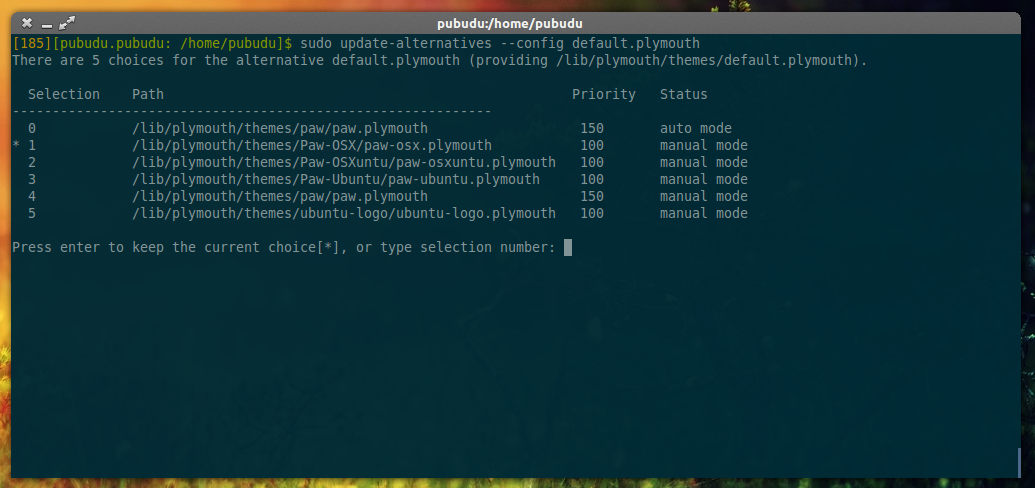 pubudu:/home/pubudu
[185][pubudu.pubudu: /home/pubudu]$ sudo update-alternatives --config default.plymouth
There are 5 choices for the alternative default.plymouth (providing /lib/plymouth/themes/default.plymouth).
  Selection    Path                                                   Priority   Status
------------------------------------------------------------
  0            /lib/plymouth/themes/paw/paw.plymouth                   150       auto mode
* 1            /lib/plymouth/themes/Paw-OSX/paw-osx.plymouth           100       manual mode
  2            /lib/plymouth/themes/Paw-OSXuntu/paw-osxuntu.plymouth   100       manual mode
  3            /lib/plymouth/themes/Paw-Ubuntu/paw-ubuntu.plymouth     100       manual mode
  4            /lib/plymouth/themes/paw/paw.plymouth                   150       manual mode
  5            /lib/plymouth/themes/ubuntu-logo/ubuntu-logo.plymouth   100       manual mode
Press enter to keep the current choice[*], or type selection number: